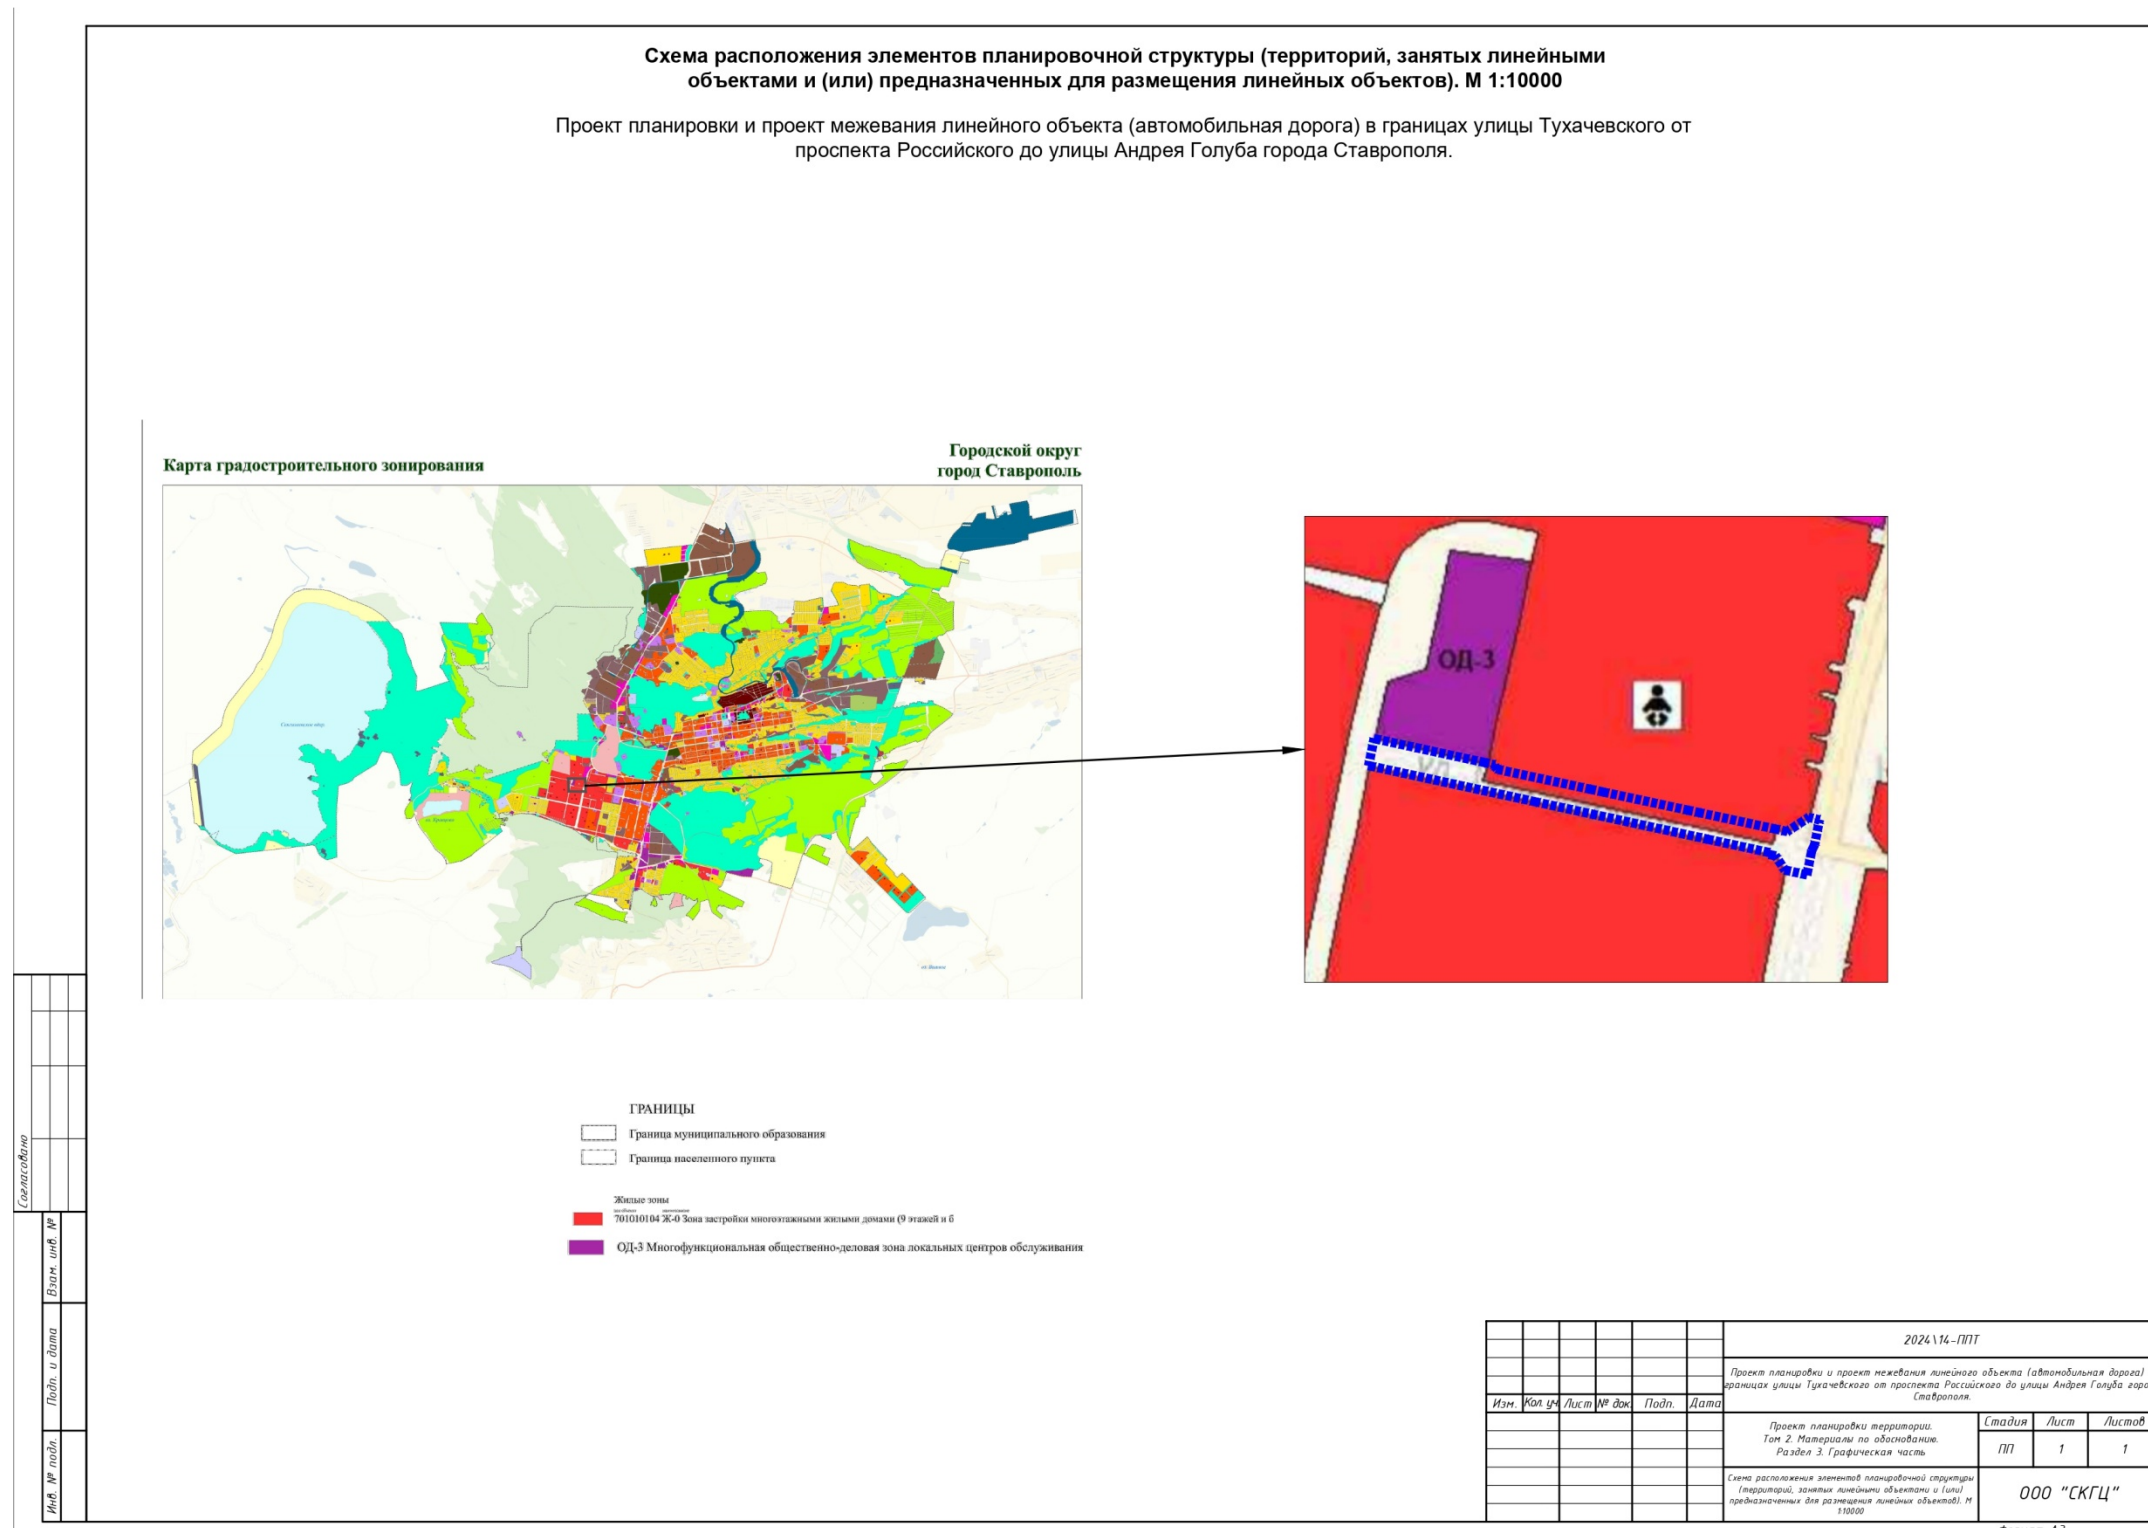 Схема расположения элементов планировочной структуры (территорий, занятых линейными
объектами и (или) предназначенных для размещения линейных объектов). М 1:10000
Проект планировки и проект межевания линейного объекта (автомобильная дорога) в границах улицы Тухачевского от
проспекта Российского до улицы Андрея Голуба города Ставрополя.
Карта градостроительного зонирования
Городской округ
город Ставрополь
ОД-3
ГРАНИЦЫ
Граница муниципального образования
Граница населенного пункта
Жилые зоны
701010104 Ж-0 Зона застройки многоэтажными жилыми домами (9 этажей и б
ОД-3 Многофункциональная общественно-деловая зона локальных центров обслуживания
Согласовано
Взам. инв. №
Подп. и дата
Инв. № подл.
2024\14-ППТ
Проект планировки и проект межевания линейного объекта (автомобильная дорога)
границах улицы Тухачевского от проспекта Российского до улицы Андрея Голуба горо
Ставрополя.
Изм. Кол. уч Лист № док. Подп. Дата
Проект планировки территории.
Том 2. Материалы по обоснованию.
Раздел 3. Графическая часть
Стадия Лист Листов
ПП 1 1
Схема расположения элементов планировочной структуры
(территорий, занятых линейными объектами и (или)
предназначенных для размещения линейных объектов). М
1:10000
ООО "СКГЦ"